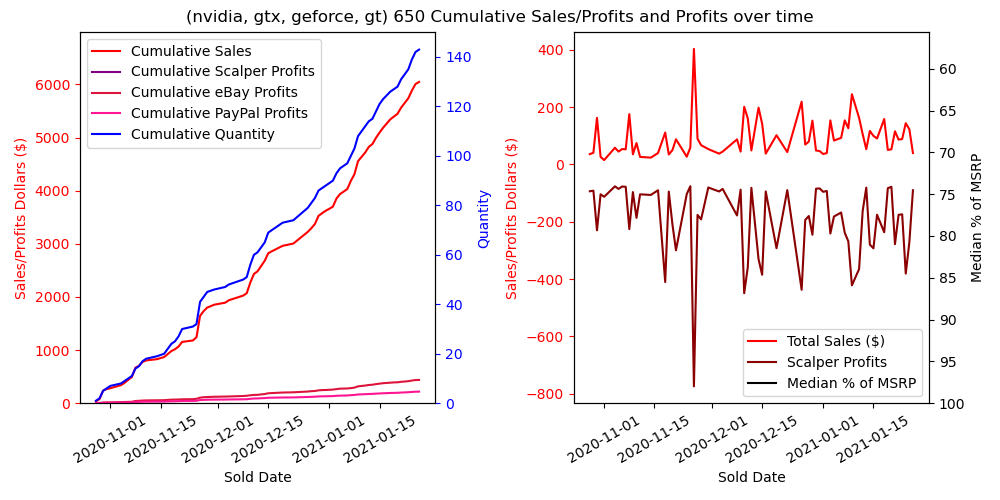 (nvidia, gtx, geforce, gt) 650 Cumulative Sales/Profits and Profits over time
Cumulative Sales
Cumulative Scalper Profits
Cumulative eBay Profits
Cumulative PayPal Profits
Cumulative Quantity
Sales/Profits Dollars ($)
0
1000
2000
3000
4000
5000
6000
Quantity
0
20
40
60
80
100
120
140
2020-11-01
2020-11-15
2020-12-01
2020-12-15
2021-01-01
2021-01-15
Sold Date
Sales/Profits Dollars ($)
400
200
0
−200
−400
−600
−800
Median % of MSRP
60
65
70
75
80
85
90
95
100
Total Sales ($)
Scalper Profits
Median % of MSRP
2020-11-01
2020-11-15
2020-12-01
2020-12-15
2021-01-01
2021-01-15
Sold Date